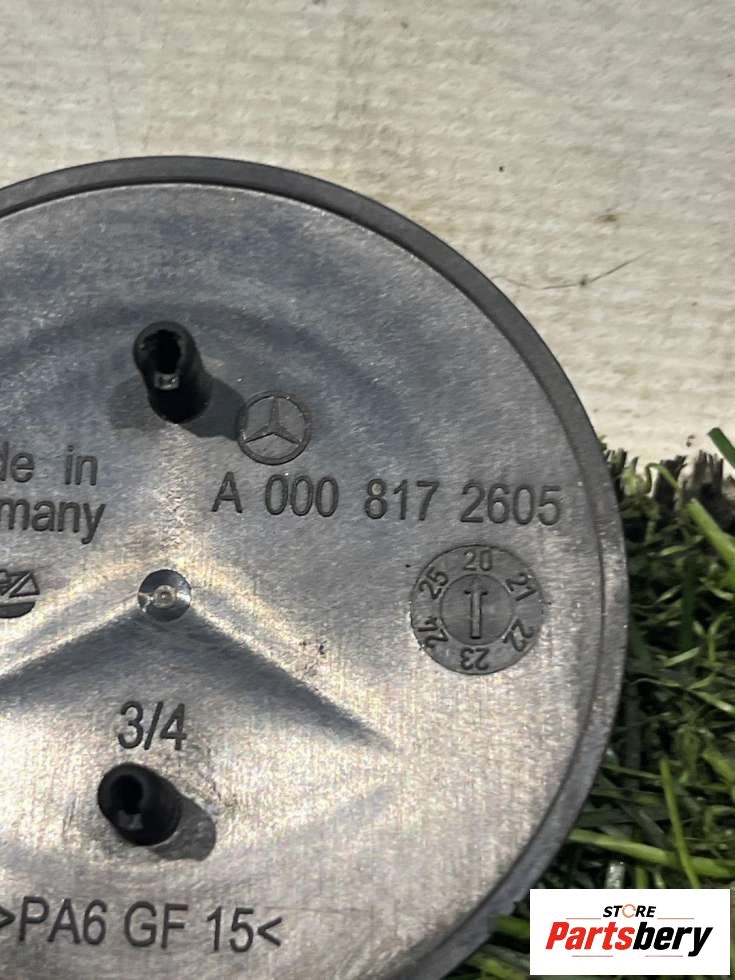 de in
many
A 000 817 2605
20
21
22
23
24
25
3/4
>PA6 GF 15<
STORE
Partsbery